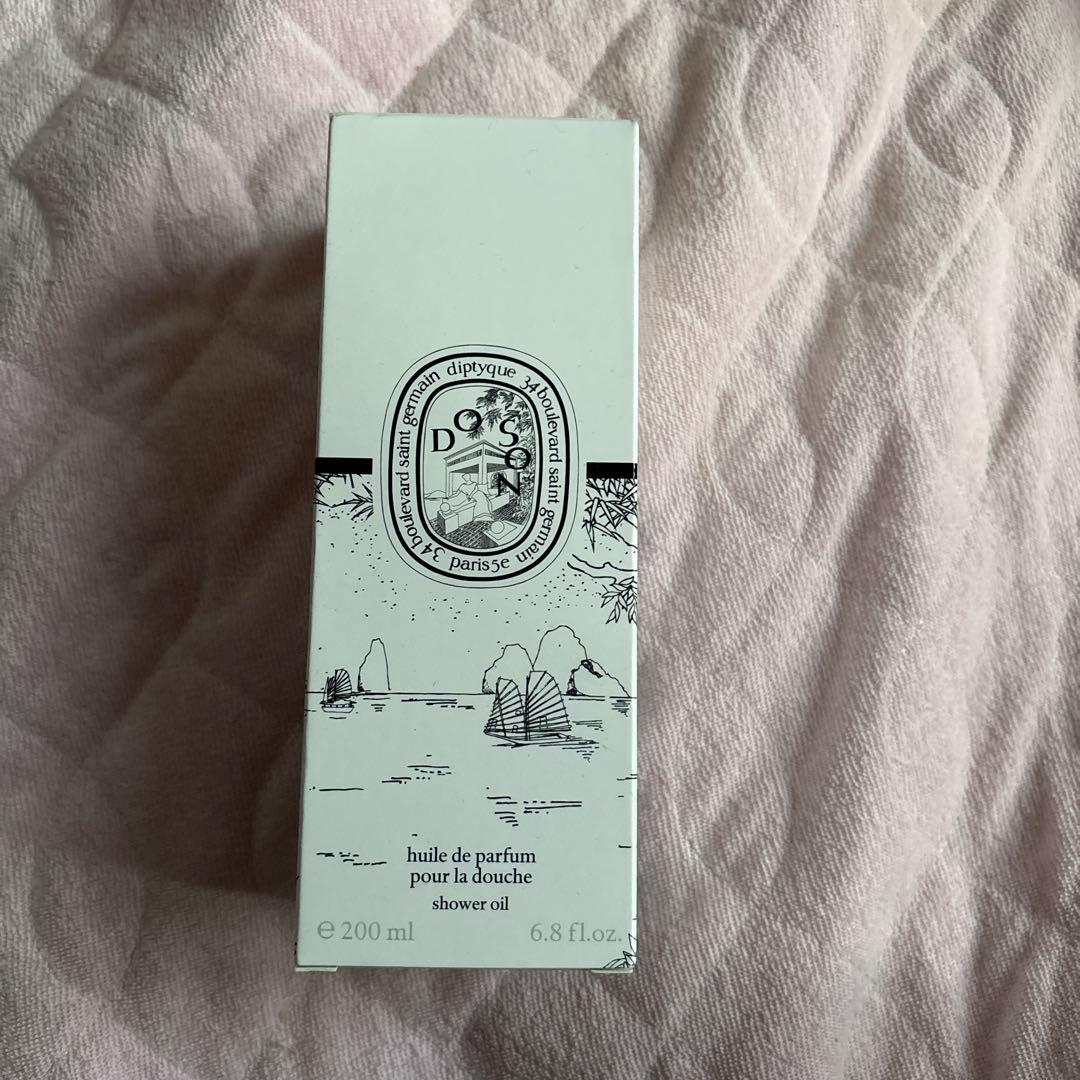 diptyque 34 boulevard saint germain paris5e 34 boulevard saint germain
DO SON
huile de parfum
pour la douche
shower oil
℮ 200 ml 6.8 fl.oz.